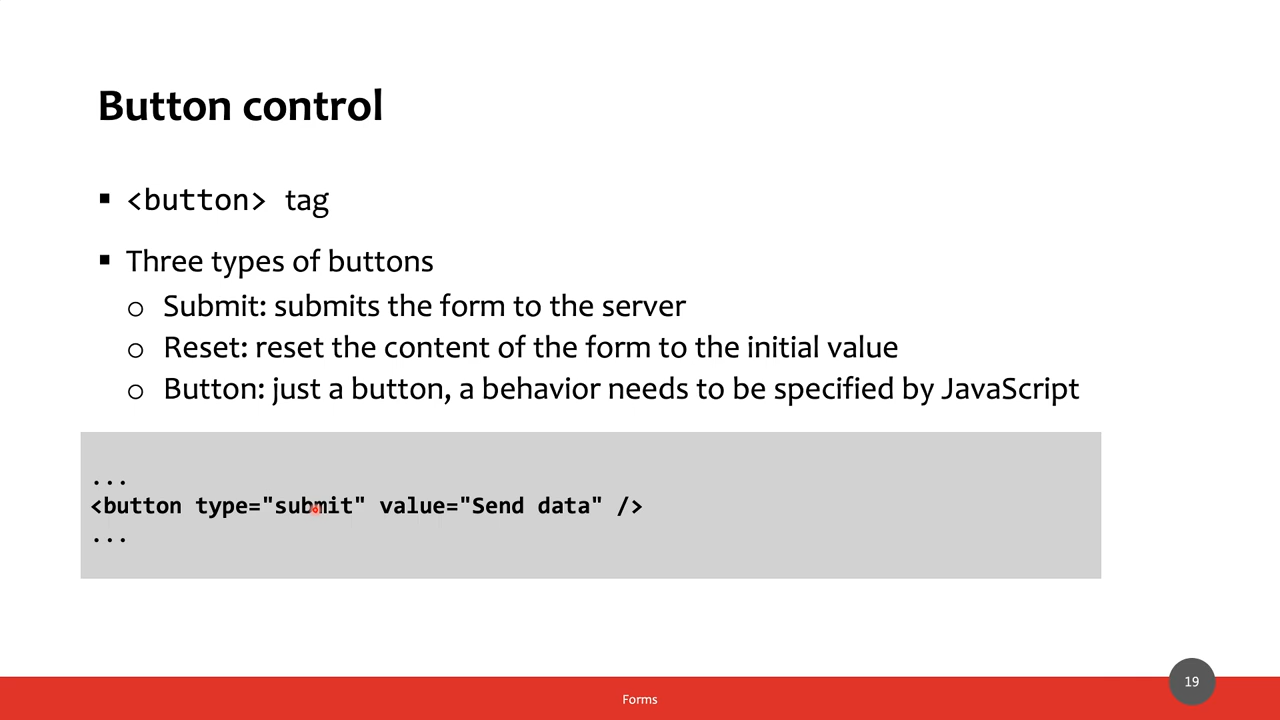 Button control
▪ <button> tag
▪ Three types of buttons
o Submit: submits the form to the server
o Reset: reset the content of the form to the initial value
o Button: just a button, a behavior needs to be specified by JavaScript
...
<button type="submit" value="Send data" />
...
19
Forms